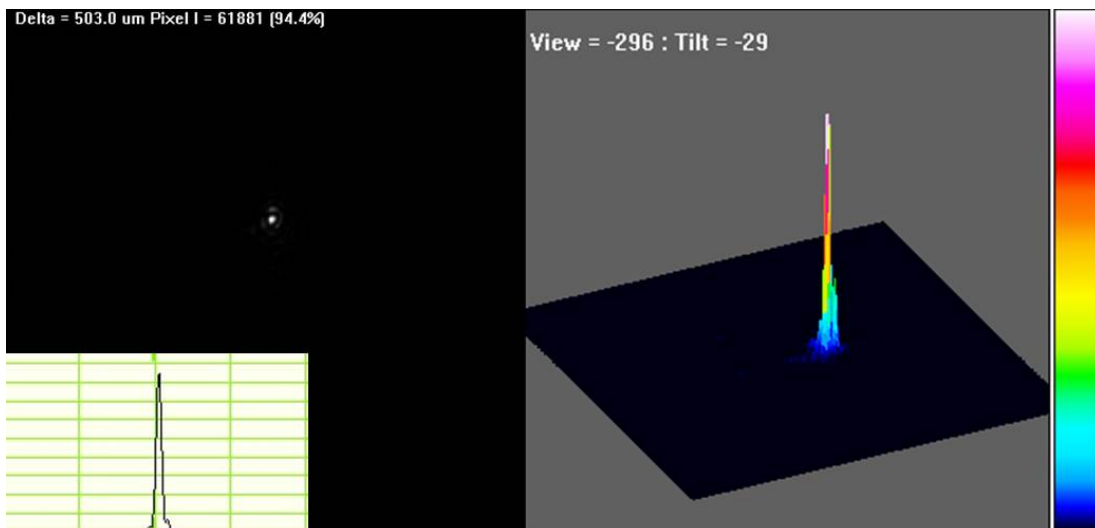 Delta = 503.0 um Pixel I = 61881 (94.4%)
View = -296 : Tilt = -29